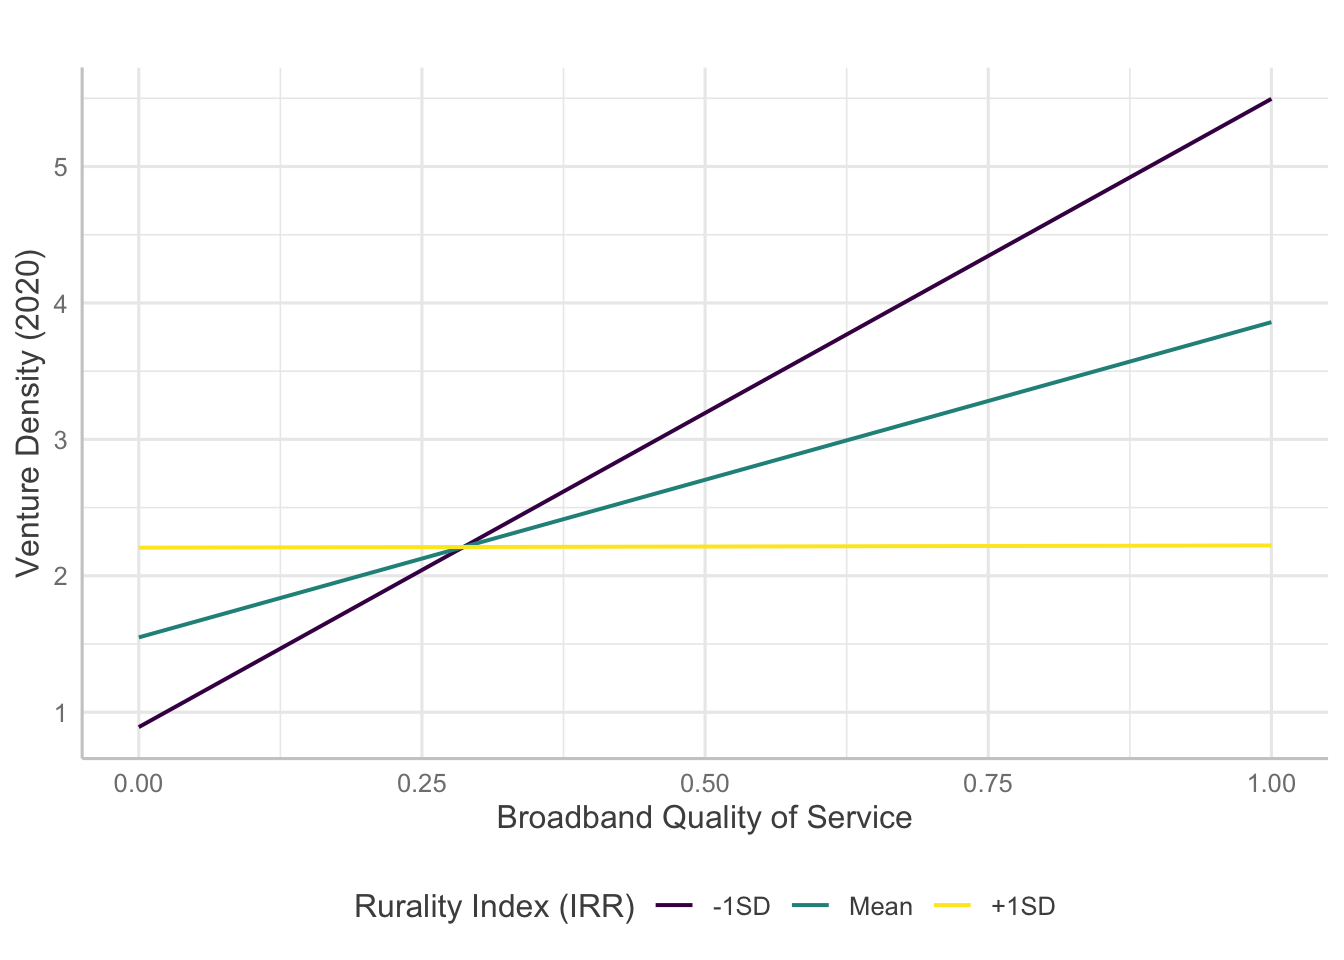 Venture Density (2020)
5
4
3
2
1
0.00 0.25 0.50 0.75 1.00
Broadband Quality of Service
Rurality Index (IRR) -1SD Mean +1SD